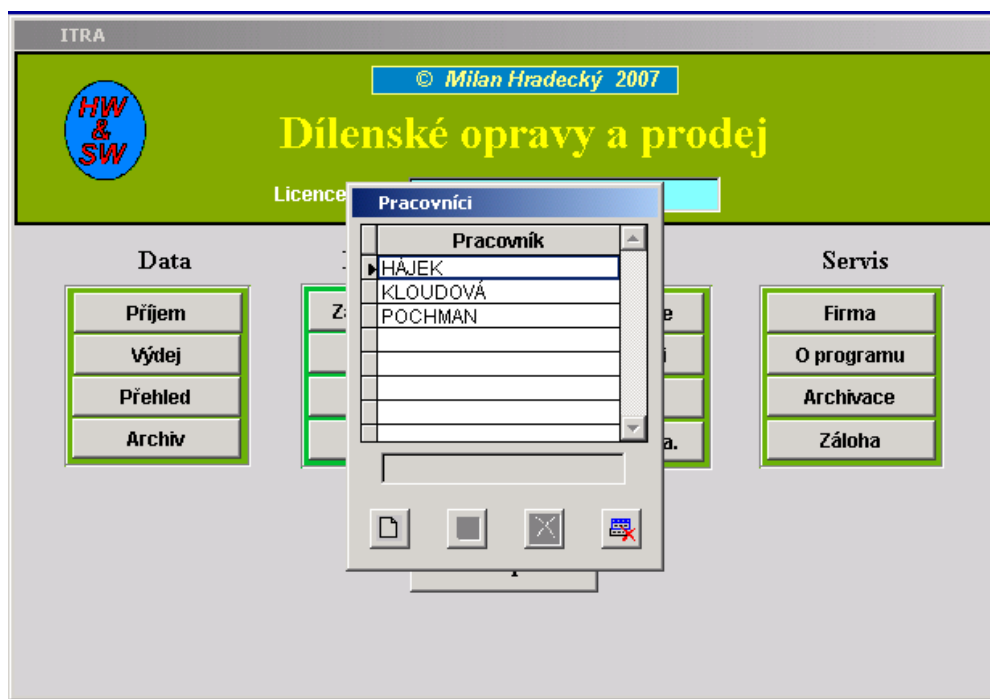 ITRA
© Milan Hradecký 2007
HW
&
SW
Dílenské opravy a prodej
Licence
Pracovníci
Pracovník
HÁJEK
KLOUDOVÁ
POCHMAN
Data
Příjem
Výdej
Přehled
Archiv
Servis
Firma
O programu
Archivace
Záloha